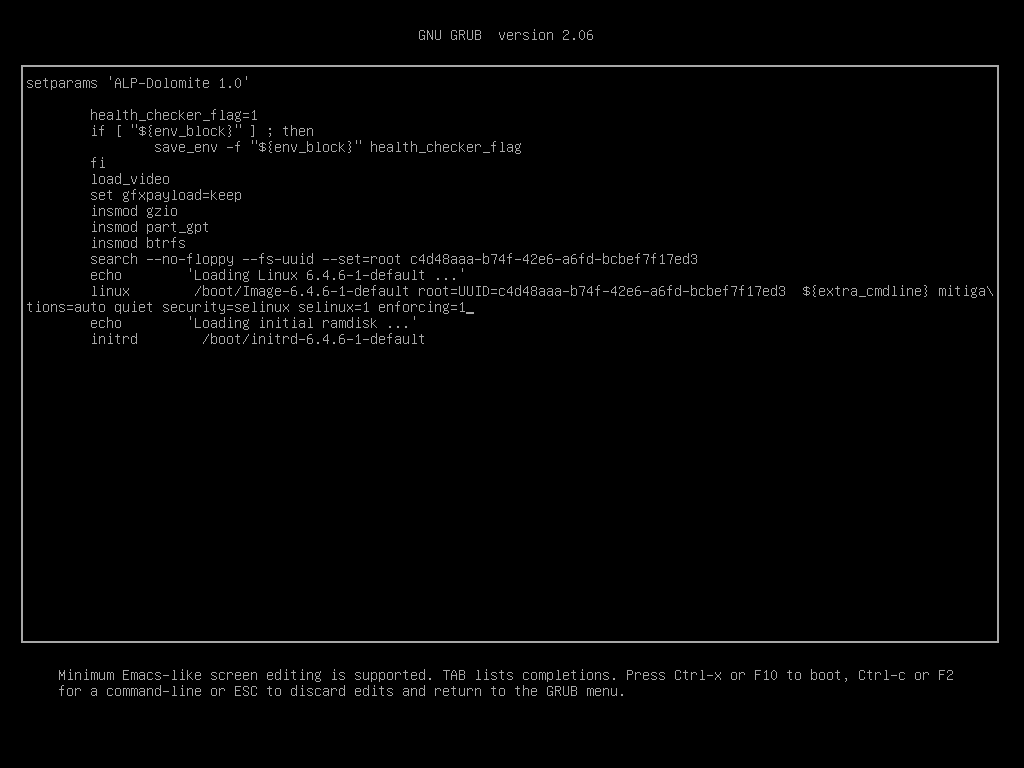 GNU GRUB  version 2.06
setparams 'ALP-Dolomite 1.0'
health_checker_flag=1
if [ "${env_block}" ] ; then
save_env -f "${env_block}" health_checker_flag
fi
load_video
set gfxpayload=keep
insmod gzio
insmod part_gpt
insmod btrfs
search --no-floppy --fs-uuid --set=root c4d48aaa-b74f-42e6-a6fd-bcbef7f17ed3
echo        'Loading Linux 6.4.6-1-default ...'
linux        /boot/Image-6.4.6-1-default root=UUID=c4d48aaa-b74f-42e6-a6fd-bcbef7f17ed3  ${extra_cmdline} mitiga\
tions=auto quiet security=selinux selinux=1 enforcing=1_
echo        'Loading initial ramdisk ...'
initrd        /boot/initrd-6.4.6-1-default
Minimum Emacs-like screen editing is supported. TAB lists completions. Press Ctrl-x or F10 to boot, Ctrl-c or F2
for a command-line or ESC to discard edits and return to the GRUB menu.